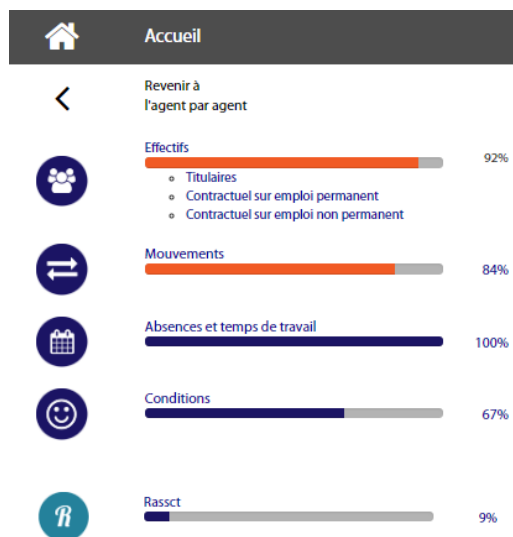 Accueil
Revenir à
l'agent par agent
Effectifs
92%
Titulaires
Contractuel sur emploi permanent
Contractuel sur emploi non permanent
Mouvements
84%
Absences et temps de travail
100%
Conditions
67%
R
Rassct
9%